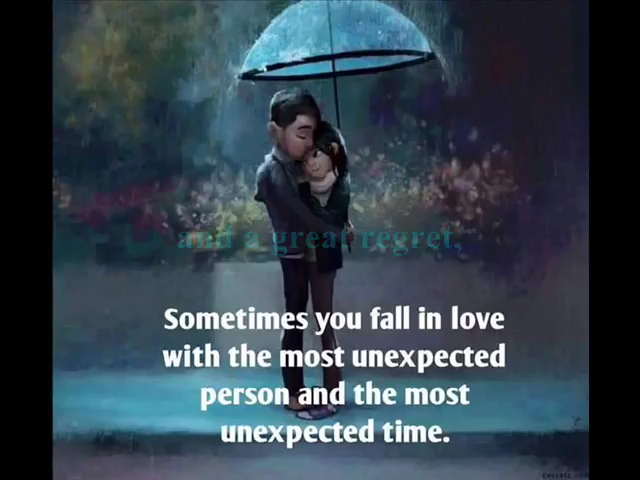 and a great regret,
Sometimes you fall in love
with the most unexpected
person and the most
unexpected time.